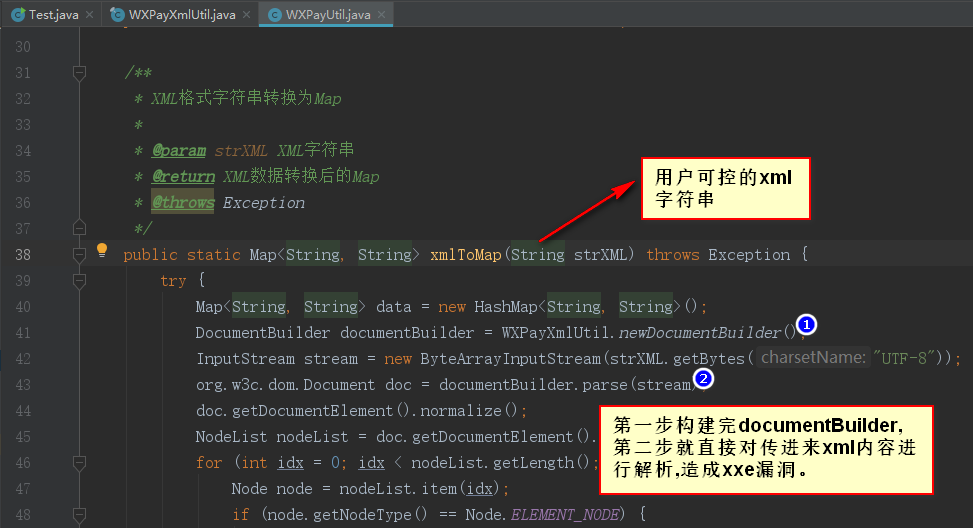 Test.java × WXPayXmlUtil.java × WXPayUtil.java ×
30
31 /**
32 * XML格式字符串转换为Map
33 *
34 * @param strXML XML字符串
35 * @return XML数据转换后的Map
36 * @throws Exception
37 */
38 public static Map<String, String> xmlToMap(String strXML) throws Exception {
39 try {
40 Map<String, String> data = new HashMap<String, String>();
41 DocumentBuilder documentBuilder = WXPayXmlUtil.newDocumentBuilder();
42 InputStream stream = new ByteArrayInputStream(strXML.getBytes( charsetName: "UTF-8"));
43 org.w3c.dom.Document doc = documentBuilder.parse(stream)
44 doc.getDocumentElement().normalize();
45 NodeList nodeList = doc.getDocumentElement().
46 for (int idx = 0; idx < nodeList.getLength();
47 Node node = nodeList.item(idx);
48 if (node.getNodeType() == Node.ELEMENT_NODE) {
用户可控的xml
字符串
1
2
第一步构建完documentBuilder,
第二步就直接对传进来xml内容进
行解析,造成xxe漏洞。